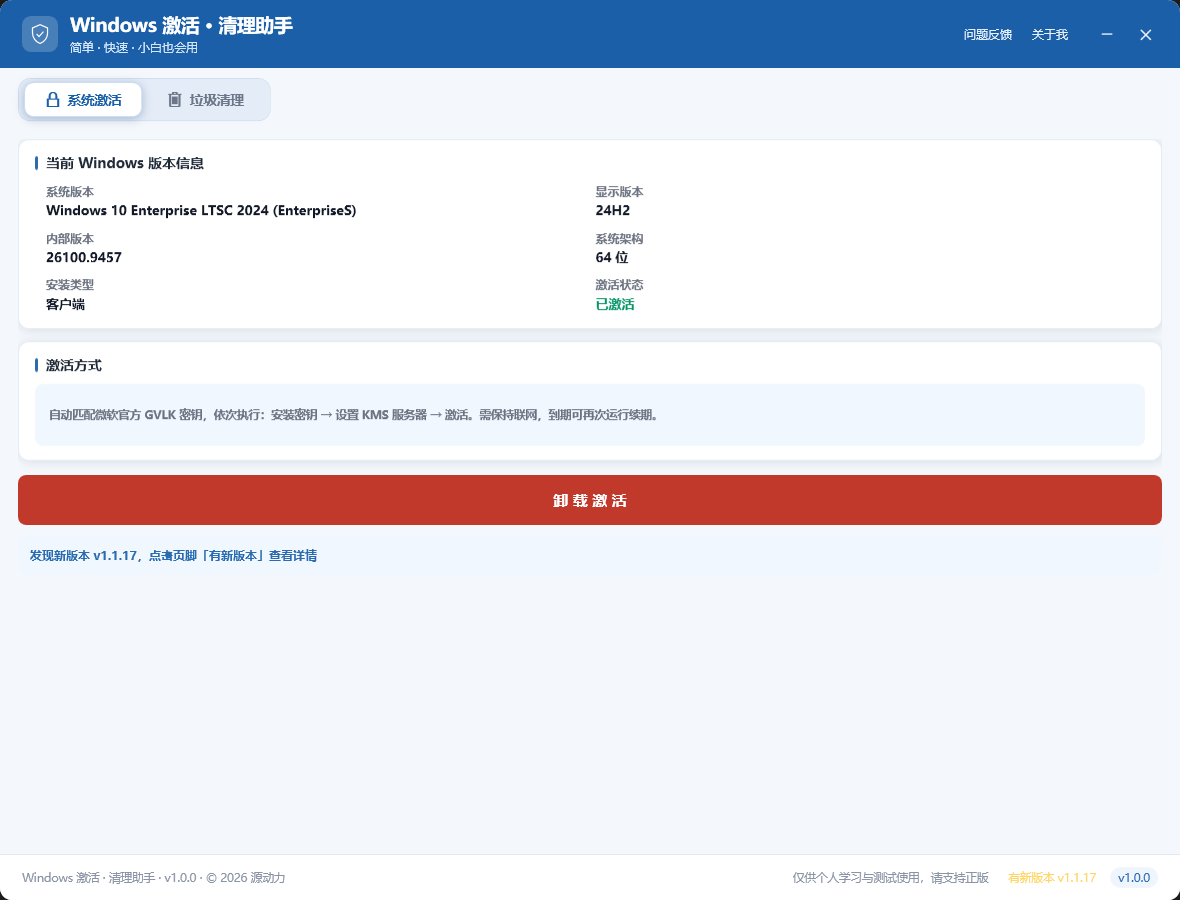 Windows 激活 · 清理助手
简单 · 快速 · 小白也会用
问题反馈 关于我
系统激活 垃圾清理
当前 Windows 版本信息
系统版本 显示版本
Windows 10 Enterprise LTSC 2024 (EnterpriseS) 24H2
内部版本 系统架构
26100.9457 64 位
安装类型 激活状态
客户端 已激活
激活方式
自动匹配微软官方 GVLK 密钥，依次执行：安装密钥 → 设置 KMS 服务器 → 激活。需保持联网，到期可再次运行续期。
卸载激活
发现新版本 v1.1.17，点击页脚「有新版本」查看详情
Windows 激活 · 清理助手 · v1.0.0 · © 2026 源动力 仅供个人学习与测试使用，请支持正版 有新版本 v1.1.17 v1.0.0